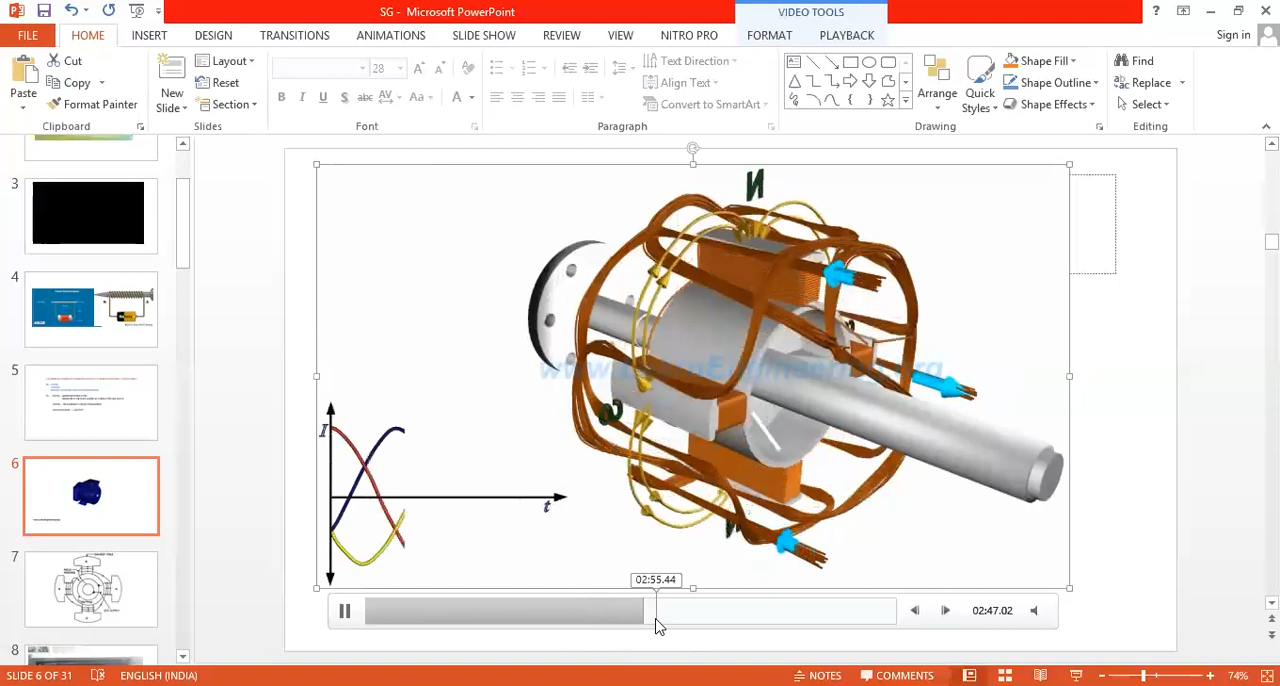 SG - Microsoft PowerPoint
VIDEO TOOLS
?
FILE
HOME
INSERT
DESIGN
TRANSITIONS
ANIMATIONS
SLIDE SHOW
REVIEW
VIEW
NITRO PRO
FORMAT
PLAYBACK
Sign in
Paste
Cut
Copy
Format Painter
Clipboard
New
Slide
Layout
Reset
Section
Slides
28
B I U S abc AV Aa A
Font
Text Direction
Align Text
Convert to SmartArt
Paragraph
Arrange
Quick
Styles
Shape Fill
Shape Outline
Shape Effects
Drawing
Find
Replace
Select
Editing
3
4
5
6
7
8
N
S
N
I
t
02:55.44
02:47.02
SLIDE 6 OF 31
ENGLISH (INDIA)
NOTES
COMMENTS
74%